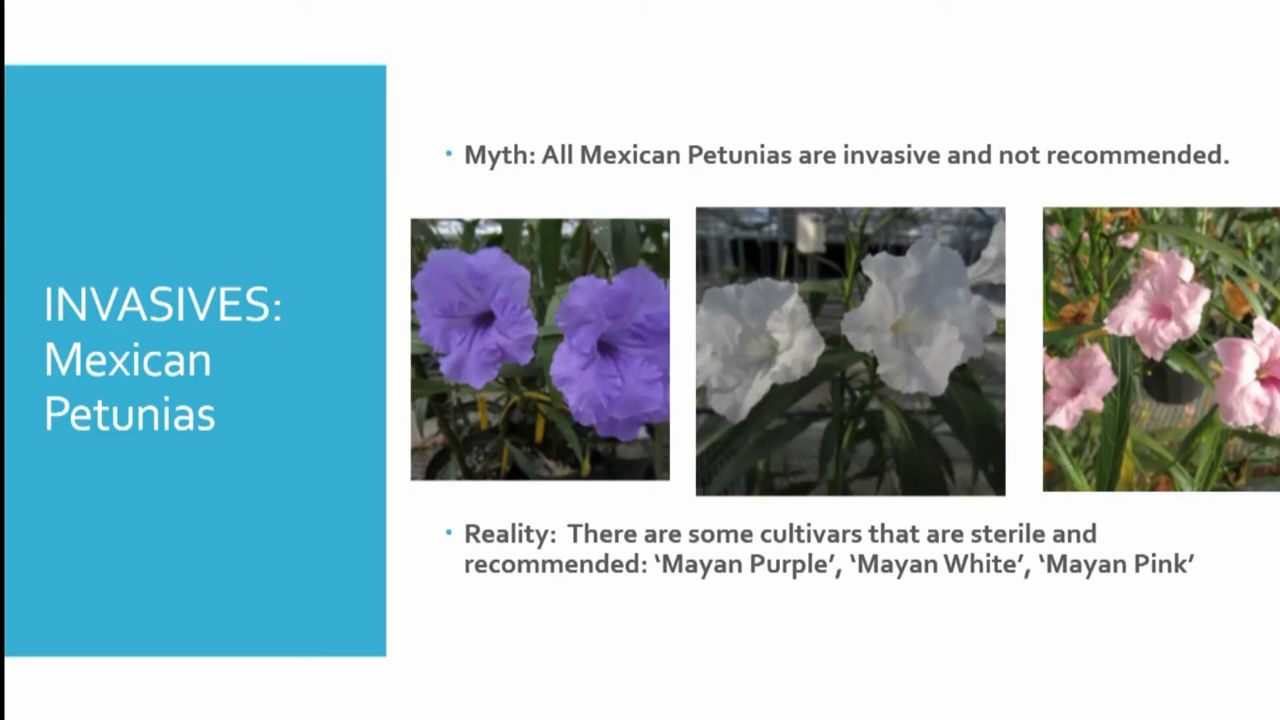 INVASIVES:
Mexican
Petunias
• Myth: All Mexican Petunias are invasive and not recommended.
• Reality:  There are some cultivars that are sterile and
recommended: ‘Mayan Purple’, ‘Mayan White’, ‘Mayan Pink’